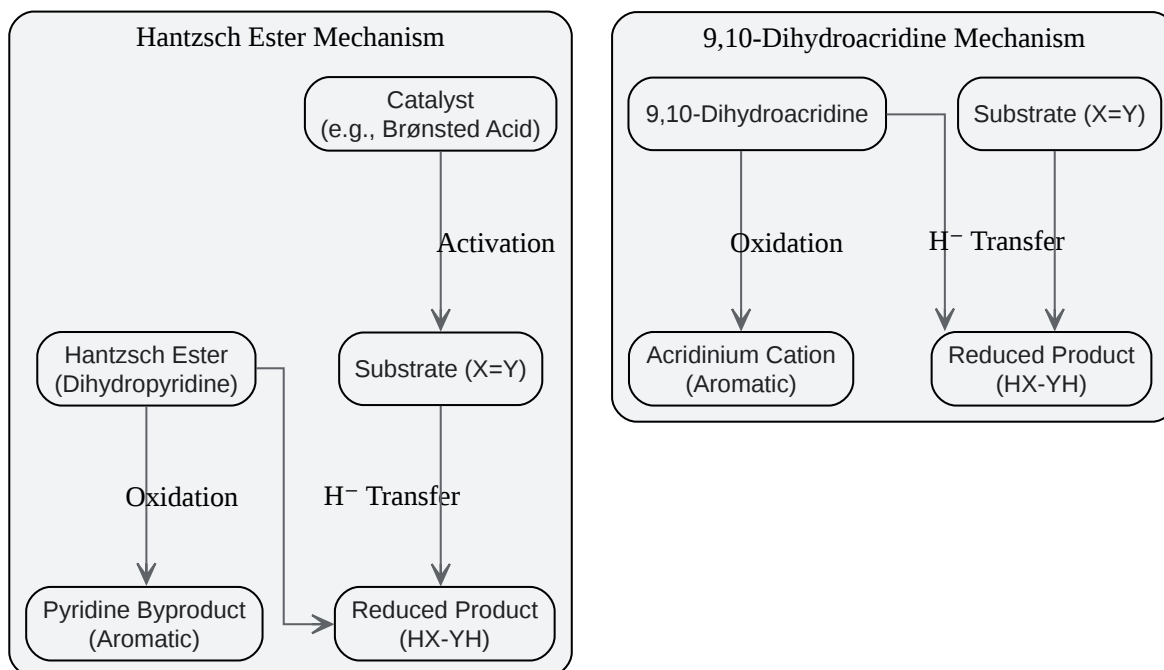 Hantzsch Ester Mechanism
Catalyst
(e.g., Brønsted Acid)
Activation
Hantzsch Ester
(Dihydropyridine)
Substrate (X=Y)
Oxidation
H⁻ Transfer
Pyridine Byproduct
(Aromatic)
Reduced Product
(HX-YH)
9,10-Dihydroacridine Mechanism
9,10-Dihydroacridine
Substrate (X=Y)
Oxidation
H⁻ Transfer
Acridinium Cation
(Aromatic)
Reduced Product
(HX-YH)